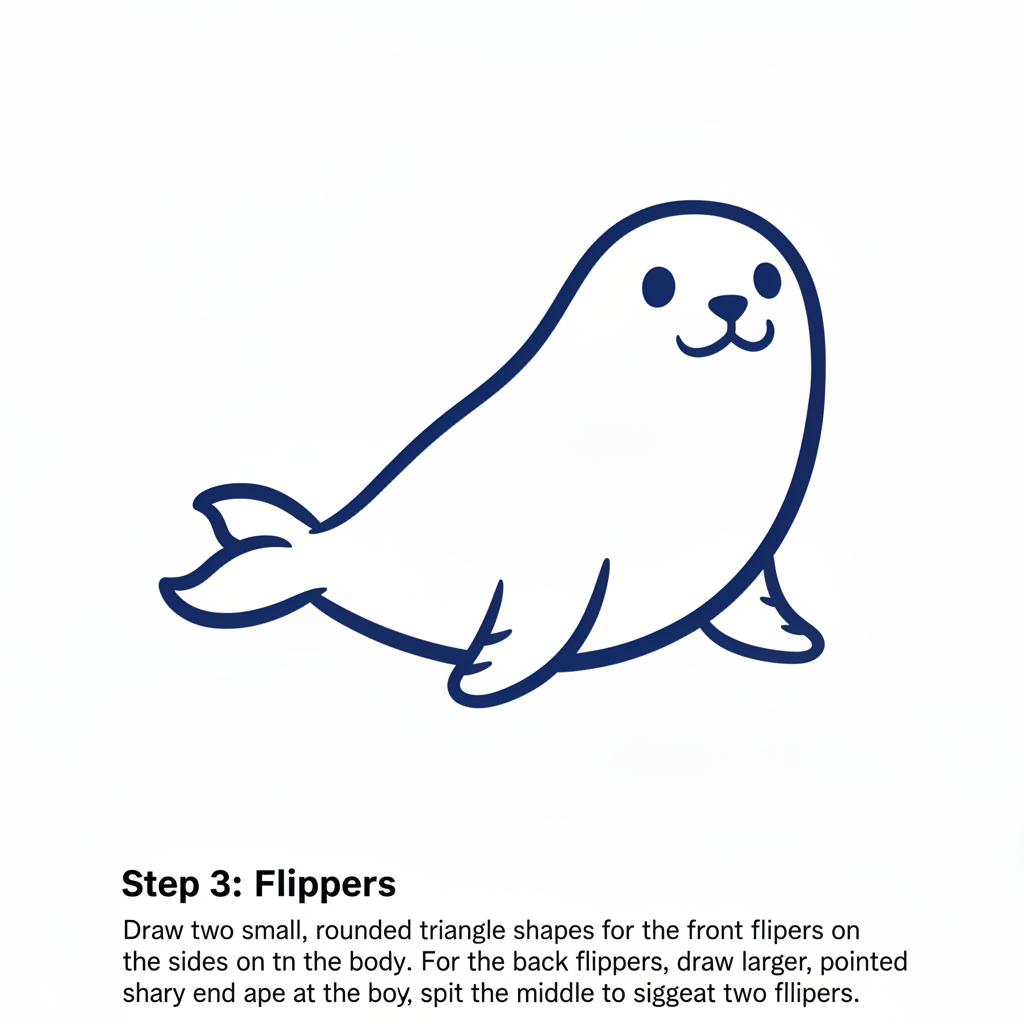 Step 3: Flippers
Draw two small, rounded triangle shapes for the front flipers on
the sides on tn the body. For the back flippers, draw larger, pointed
shary end ape at the boy, spit the middle to siggeat two fllipers.